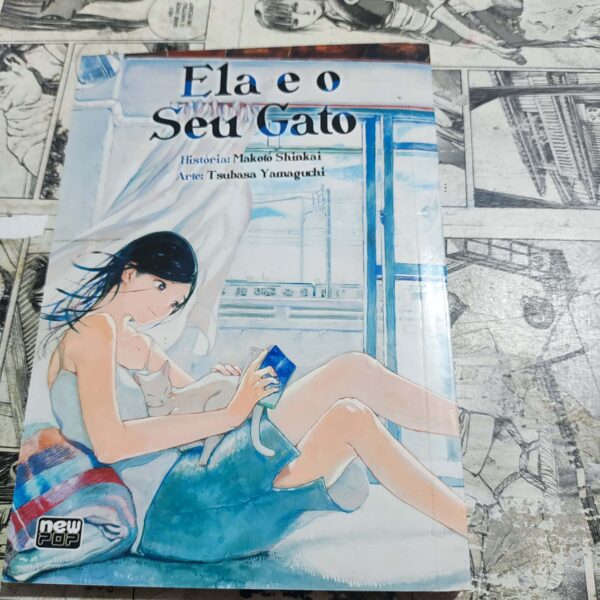 Ela e o
Seu Gato
História: Makoto Shinkai
Arte: Tsubasa Yamaguchi
new
POP